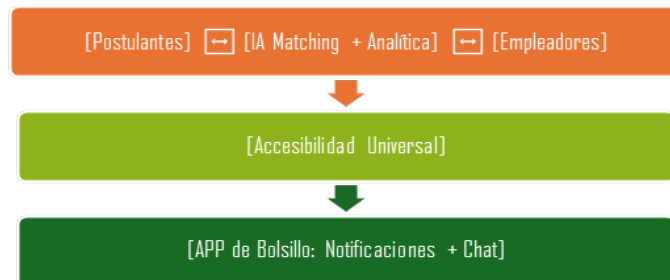 [Postulantes] ↔ [IA Matching + Analítica] ↔ [Empleadores]
[Accesibilidad Universal]
[APP de Bolsillo: Notificaciones + Chat]